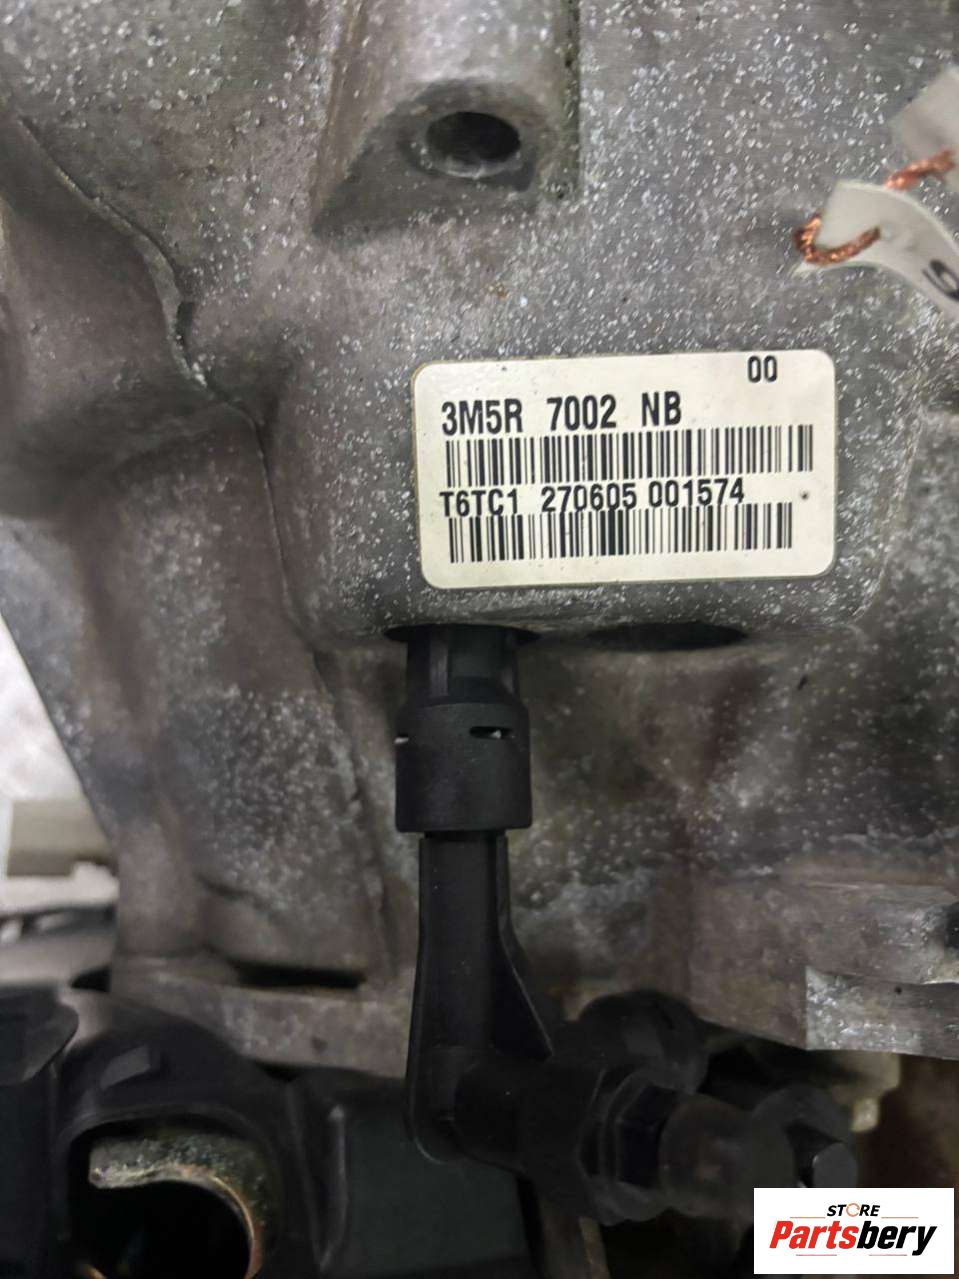 00
3M5R 7002 NB
T6TC1 270605 001574
STORE
Partsbery